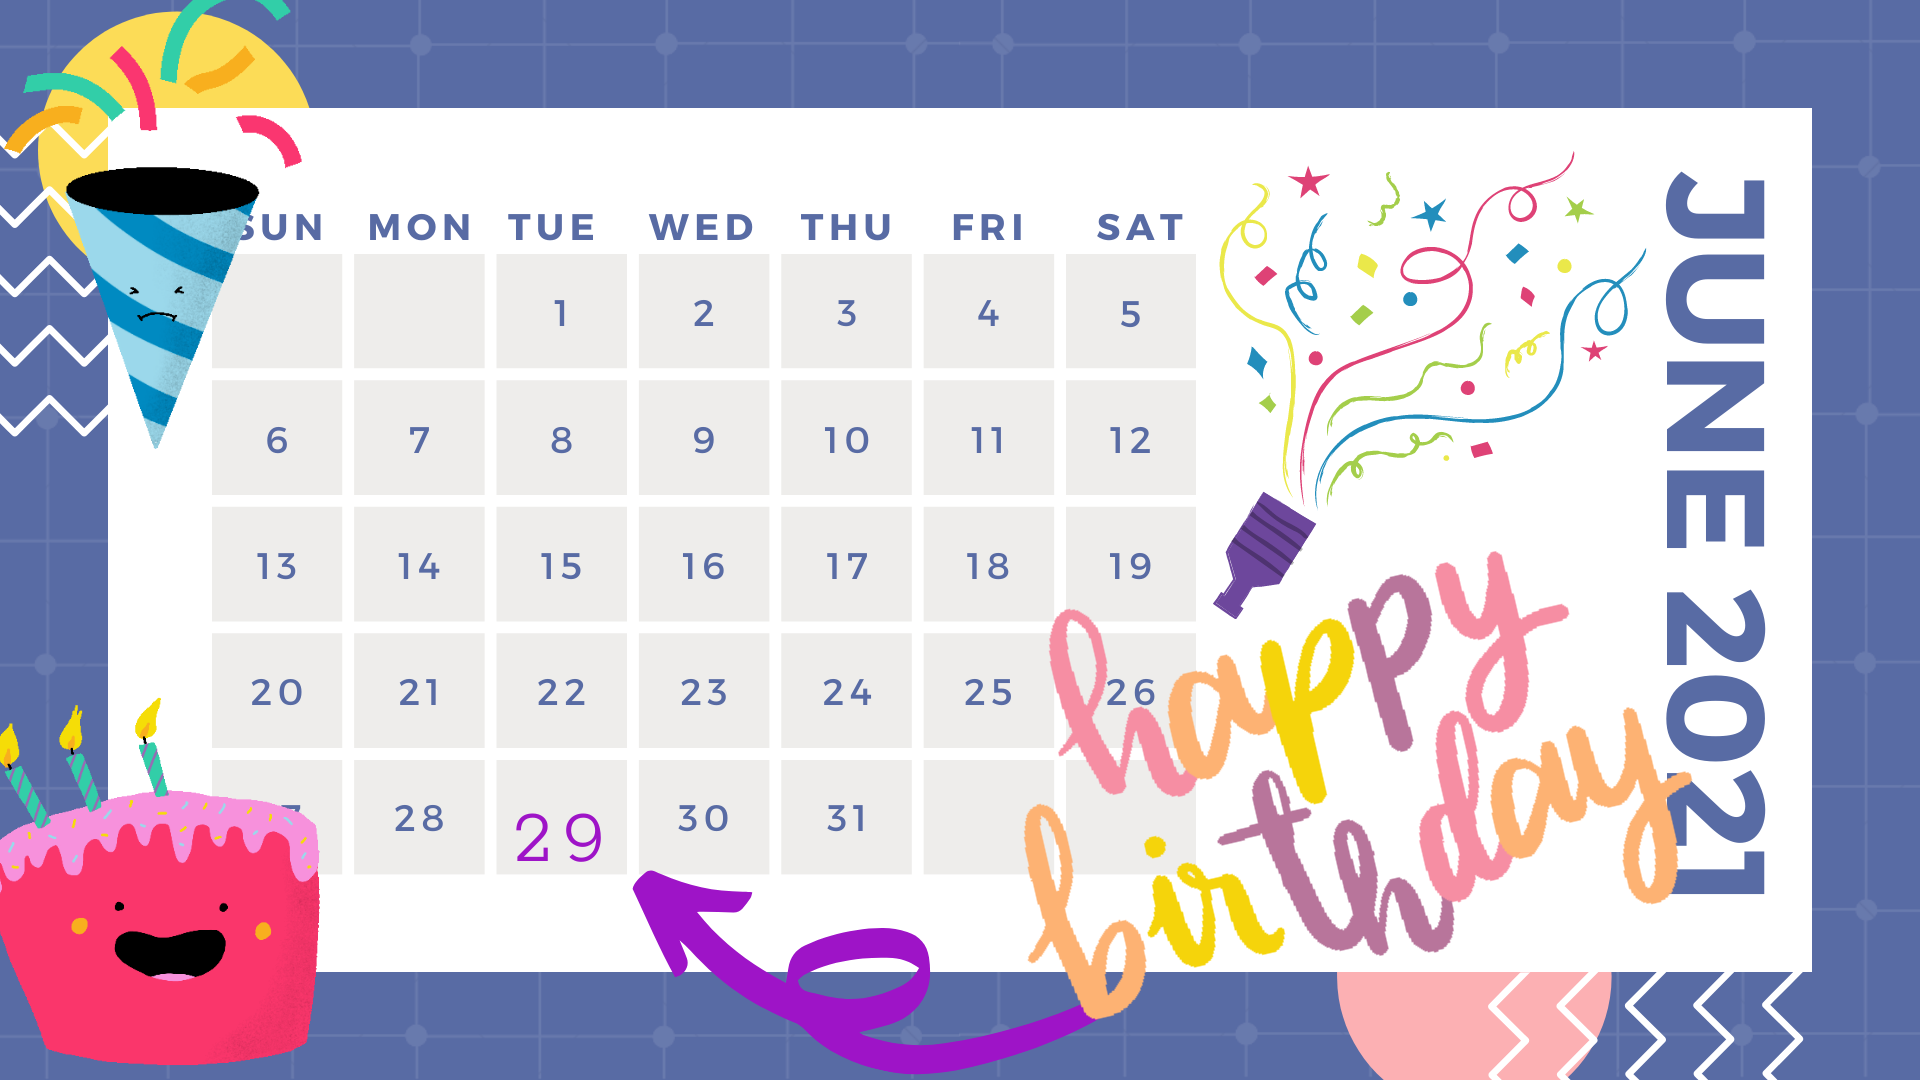 SUN MON TUE WED THU FRI SAT
1 2 3 4 5
6 7 8 9 10 11 12
13 14 15 16 17 18 19
20 21 22 23 24 25 26
28 29 30 31
JUNE 2021
happy
birthday